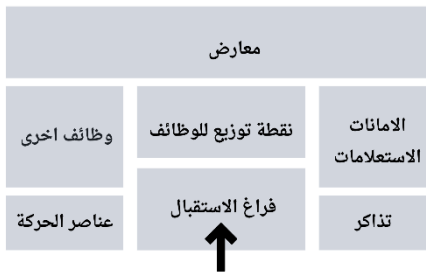 معارض
الامانات
الاستعلامات
نقطة توزيع للوظائف
وظائف اخرى
تذاكر
فراغ الاستقبال
عناصر الحركة